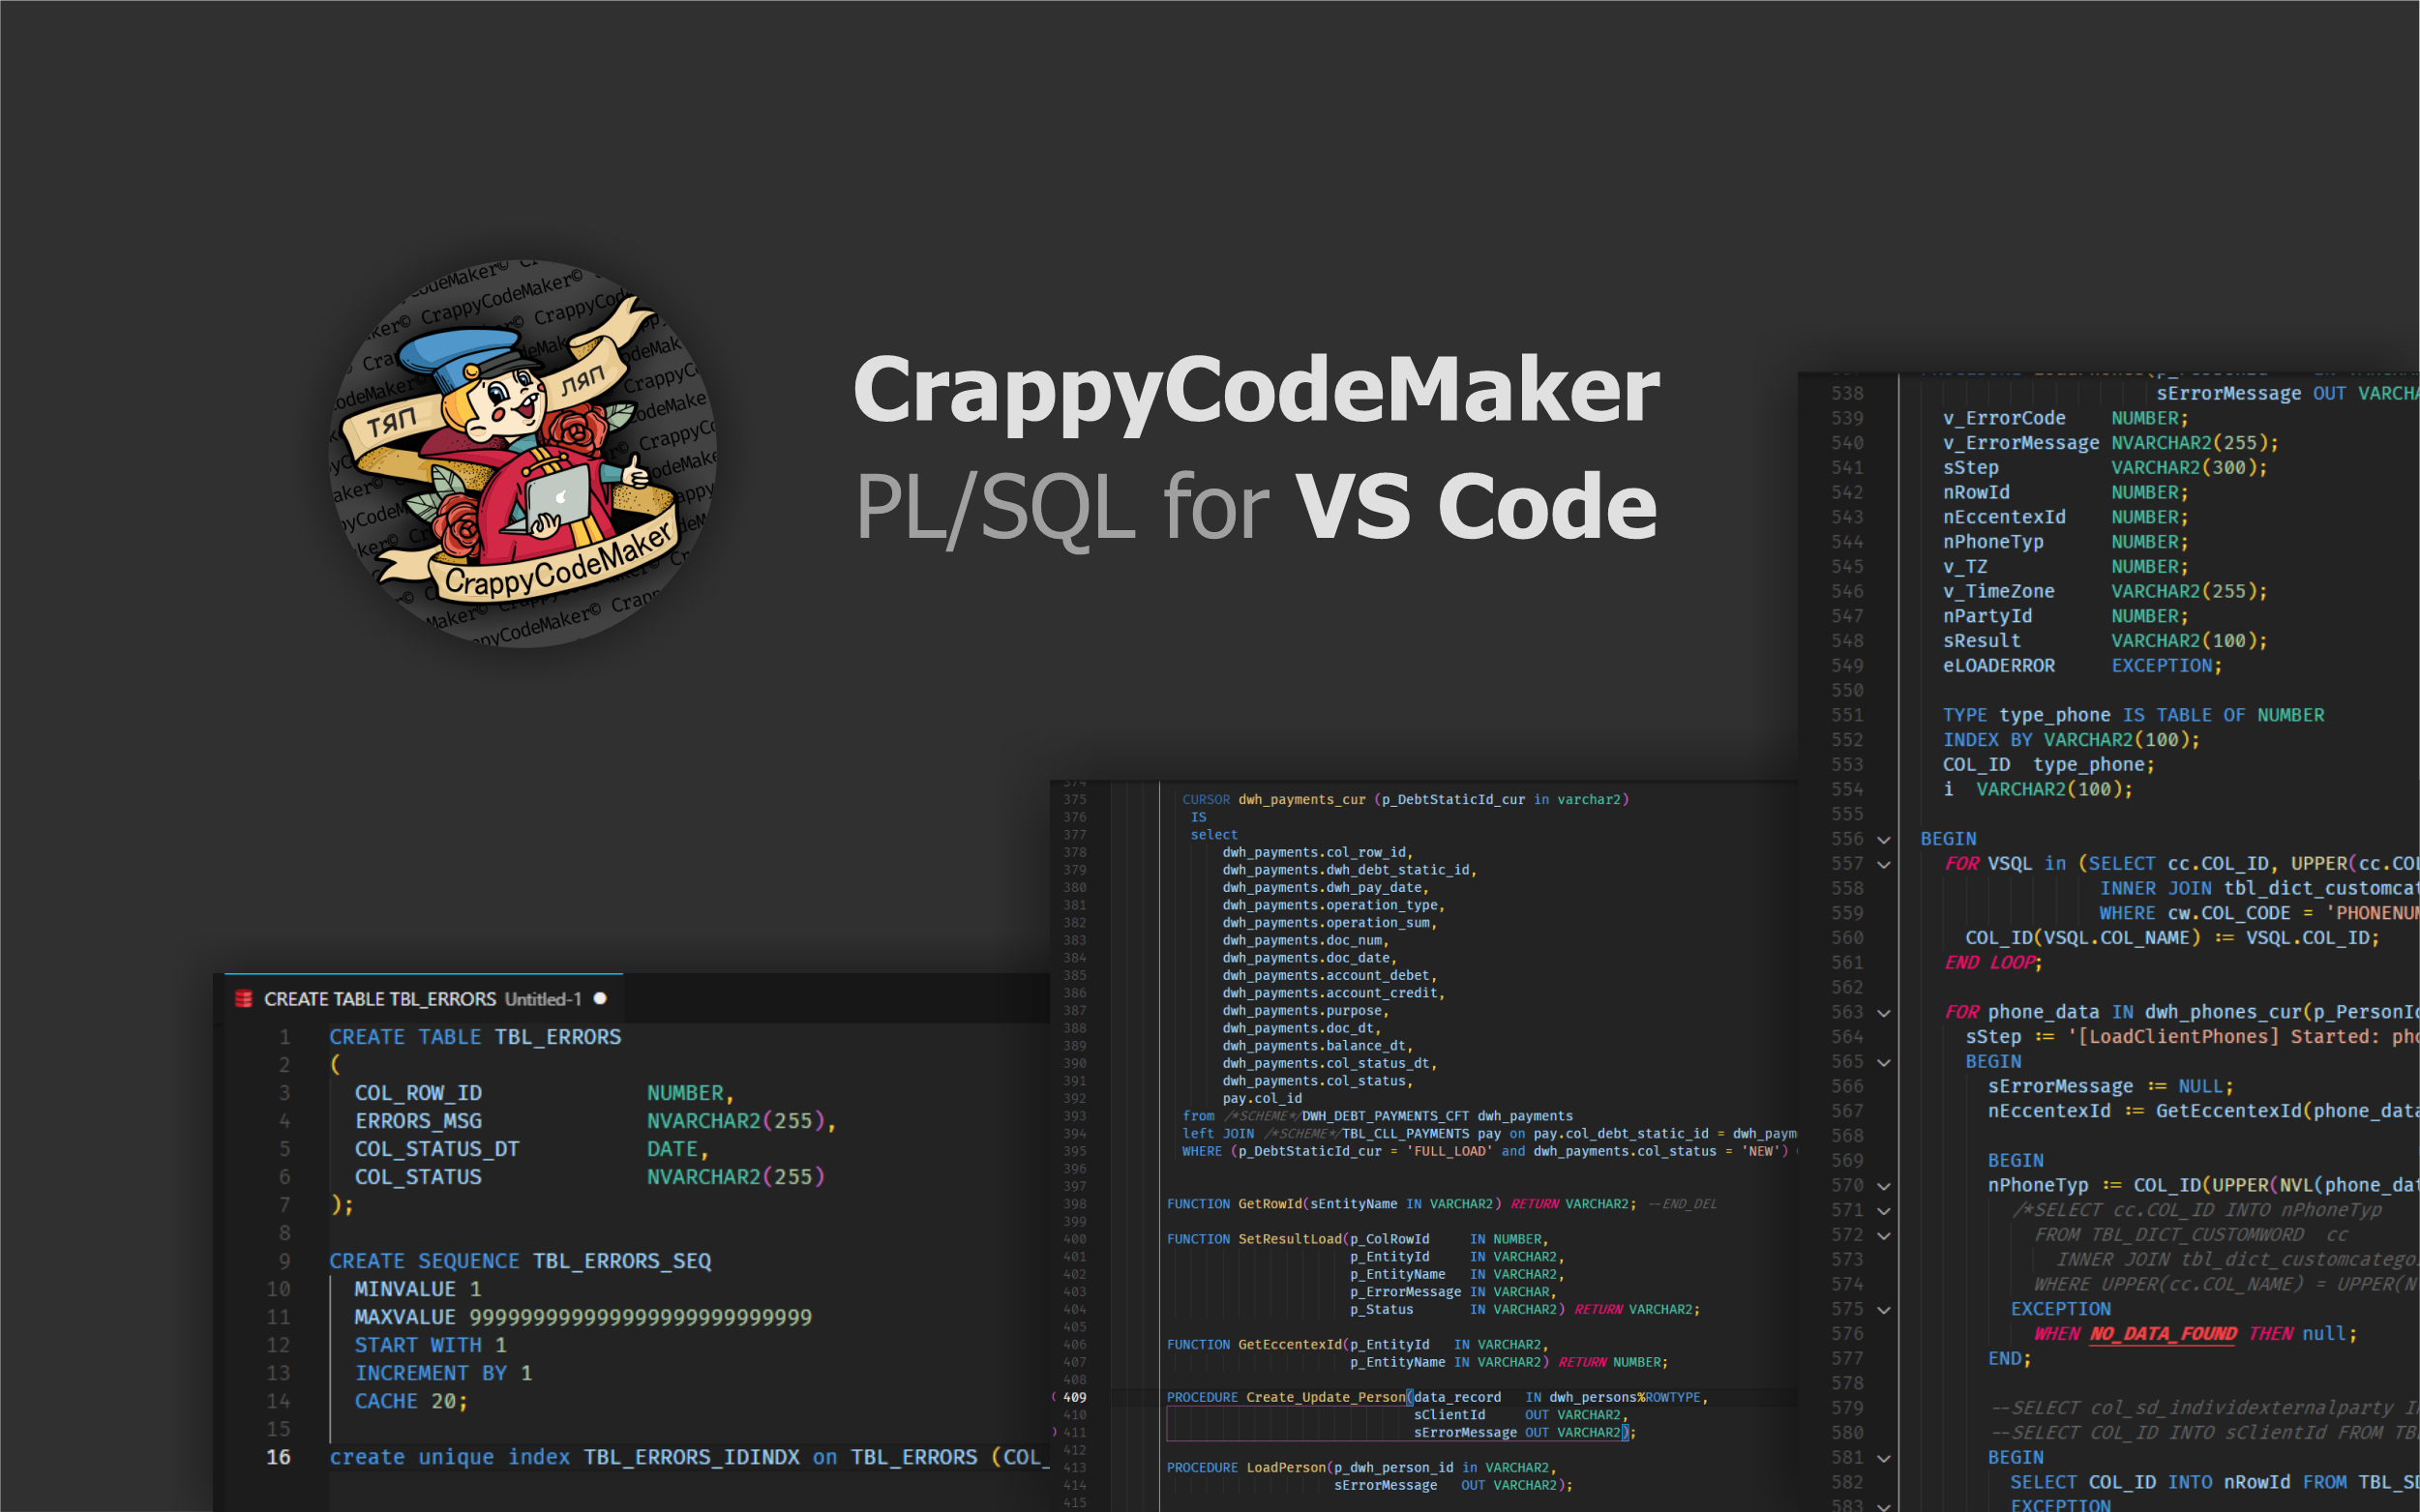 CrappyCodeMaker
PL/SQL for VS Code
ТЯП
ЛЯП
CrappyCodeMaker
CREATE TABLE TBL_ERRORS Untitled-1
1 CREATE TABLE TBL_ERRORS
2 (
3 COL_ROW_ID NUMBER,
4 ERRORS_MSG NVARCHAR2(255),
5 COL_STATUS_DT DATE,
6 COL_STATUS NVARCHAR2(255)
7 );
8
9 CREATE SEQUENCE TBL_ERRORS_SEQ
10 MINVALUE 1
11 MAXVALUE
12 START WITH 1
13 INCREMENT BY 1
14 CACHE 20;
15
16 create unique index TBL_ERRORS_IDINDX on TBL_ERRORS (COL_
374
375 CURSOR dwh_payments_cur (p_DebtStaticId_cur in varchar2)
376 IS
377 select
378 dwh_payments.col_row_id,
379 dwh_payments.dwh_debt_static_id,
380 dwh_payments.dwh_pay_date,
381 dwh_payments.operation_type,
382 dwh_payments.operation_sum,
383 dwh_payments.doc_num,
384 dwh_payments.doc_date,
385 dwh_payments.account_debet,
386 dwh_payments.account_credit,
387 dwh_payments.purpose,
388 dwh_payments.doc_dt,
389 dwh_payments.balance_dt,
390 dwh_payments.col_status_dt,
391 dwh_payments.col_status,
392 pay.col_id
393 from /*SCHEME*/DWH_DEBT_PAYMENTS_CFT dwh_payments
394 left JOIN /*SCHEME*/TBL_CLL_PAYMENTS pay on pay.col_debt_static_id = dwh_paym
395 WHERE (p_DebtStaticId_cur = 'FULL_LOAD' and dwh_payments.col_status = 'NEW')
396
397
398 FUNCTION GetRowId(sEntityName IN VARCHAR2) RETURN VARCHAR2; --END_DEL
399
400 FUNCTION SetResultLoad(p_ColRowId IN NUMBER,
401 p_EntityId IN VARCHAR2,
402 p_EntityName IN VARCHAR2,
403 p_ErrorMessage IN VARCHAR,
404 p_Status IN VARCHAR2) RETURN VARCHAR2;
405
406 FUNCTION GetEccentexId(p_EntityId IN VARCHAR2,
407 p_EntityName IN VARCHAR2) RETURN NUMBER;
408
409 PROCEDURE Create_Update_Person(data_record IN dwh_persons%ROWTYPE,
410 sClientId OUT VARCHAR2,
411 sErrorMessage OUT VARCHAR2);
412
413 PROCEDURE LoadPerson(p_dwh_person_id in VARCHAR2,
414 sErrorMessage OUT VARCHAR2);
415
538 sErrorMessage OUT VARCHA
539 v_ErrorCode NUMBER;
540 v_ErrorMessage NVARCHAR2(255);
541 sStep VARCHAR2(300);
542 nRowId NUMBER;
543 nEccentexId NUMBER;
544 nPhoneTyp NUMBER;
545 v_TZ NUMBER;
546 v_TimeZone VARCHAR2(255);
547 nPartyId NUMBER;
548 sResult VARCHAR2(100);
549 eLOADERROR EXCEPTION;
550
551 TYPE type_phone IS TABLE OF NUMBER
552 INDEX BY VARCHAR2(100);
553 COL_ID type_phone;
554 i VARCHAR2(100);
555
556 BEGIN
557 FOR VSQL in (SELECT cc.COL_ID, UPPER(cc.COL
558 INNER JOIN tbl_dict_customcat
559 WHERE cw.COL_CODE = 'PHONENUM
560 COL_ID(VSQL.COL_NAME) := VSQL.COL_ID;
561 END LOOP;
562
563 FOR phone_data IN dwh_phones_cur(p_PersonId
564 sStep := '[LoadClientPhones] Started: pho
565 BEGIN
566 sErrorMessage := NULL;
567 nEccentexId := GetEccentexId(phone_data
568
569 BEGIN
570 nPhoneTyp := COL_ID(UPPER(NVL(phone_dat
571 /*SELECT cc.COL_ID INTO nPhoneTyp
572 FROM TBL_DICT_CUSTOMWORD cc
573 INNER JOIN tbl_dict_customcatego
574 WHERE UPPER(cc.COL_NAME) = UPPER(N
575 EXCEPTION
576 WHEN NO_DATA_FOUND THEN null;
577 END;
578
579 --SELECT col_sd_individexternalparty I
580 --SELECT COL_ID INTO sClientId FROM TB
581 BEGIN
582 SELECT COL_ID INTO nRowId FROM TBL_S
583 EXCEPTION